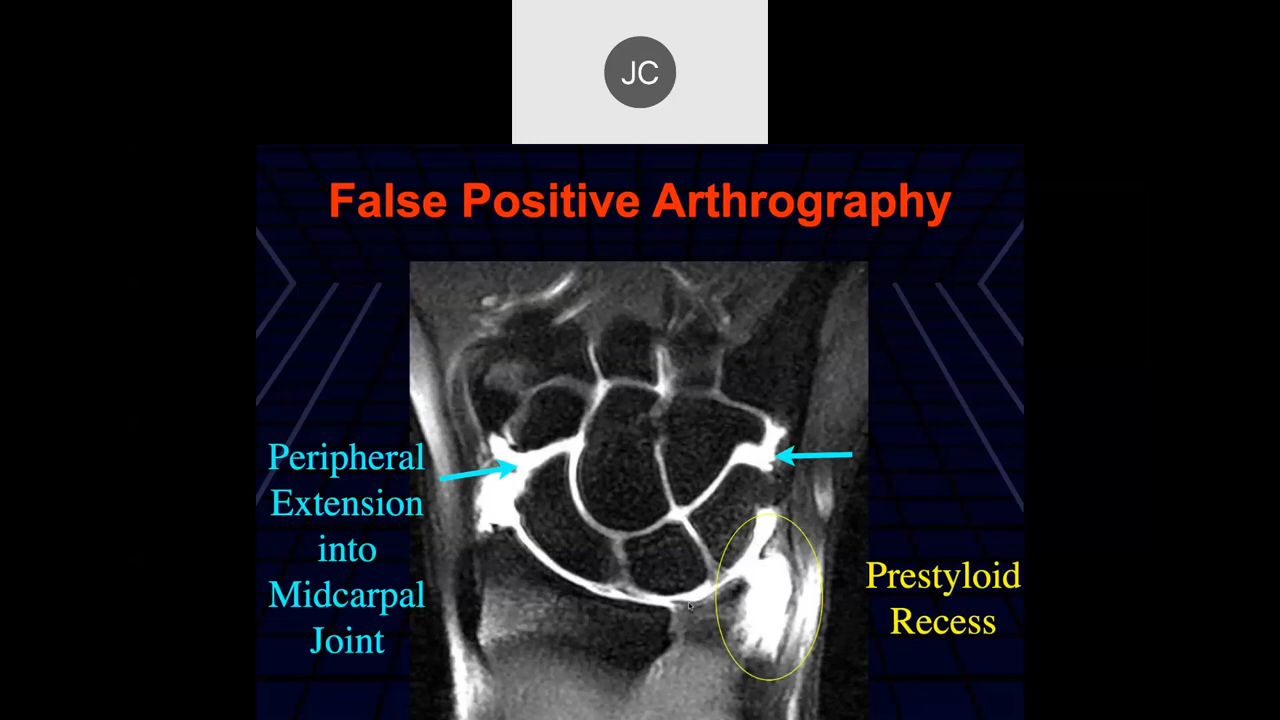 JC
False Positive Arthrography
Peripheral
Extension
into
Midcarpal
Joint
Prestyloid
Recess